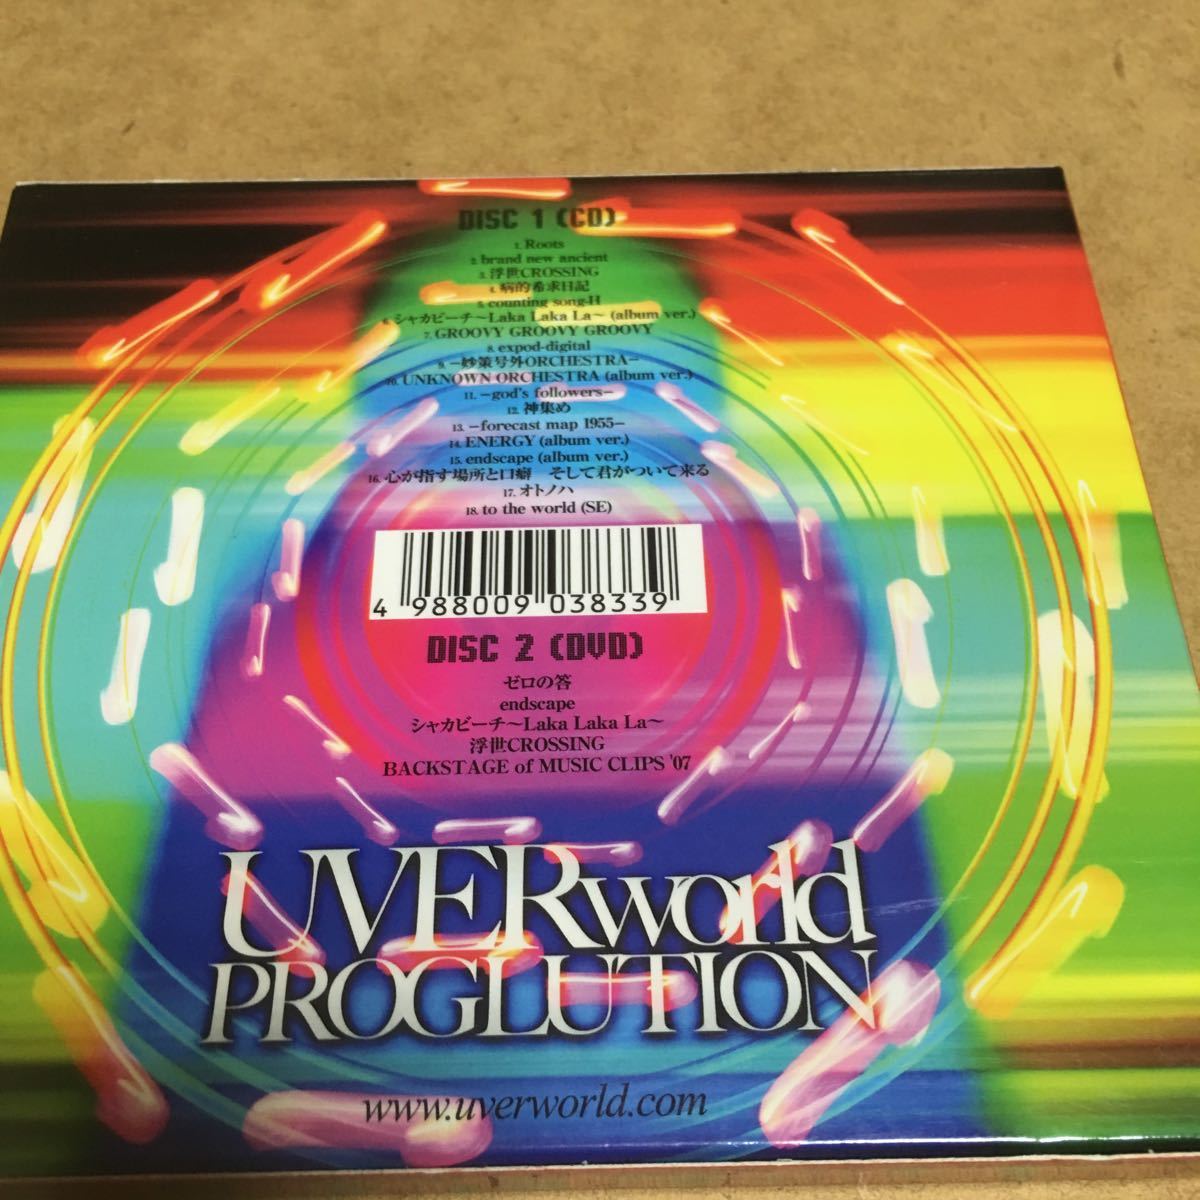 DISC 1 (CD)
1. Roots
2. brand new ancient
3. 浮世CROSSING
4. 病的希求日記
5. counting song-H
6. シャカビーチ〜Laka Laka La〜 (album ver.)
7. GROOVY GROOVY GROOVY
8. expod-digital
9. −妙策号外ORCHESTRA−
10. UNKNOWN ORCHESTRA (album ver.)
11. −god's followers−
12. 神集め
13. −forecast map 1955−
14. ENERGY (album ver.)
15. endscape (album ver.)
16. 心が指す場所と口癖　そして君がついて来る
17. オトノハ
18. to the world (SE)
4 988009 038339
DISC 2 (DVD)
ゼロの答
endscape
シャカビーチ〜Laka Laka La〜
浮世CROSSING
BACKSTAGE of MUSIC CLIPS '07
UVERworld
PROGLUTION
www.uverworld.com